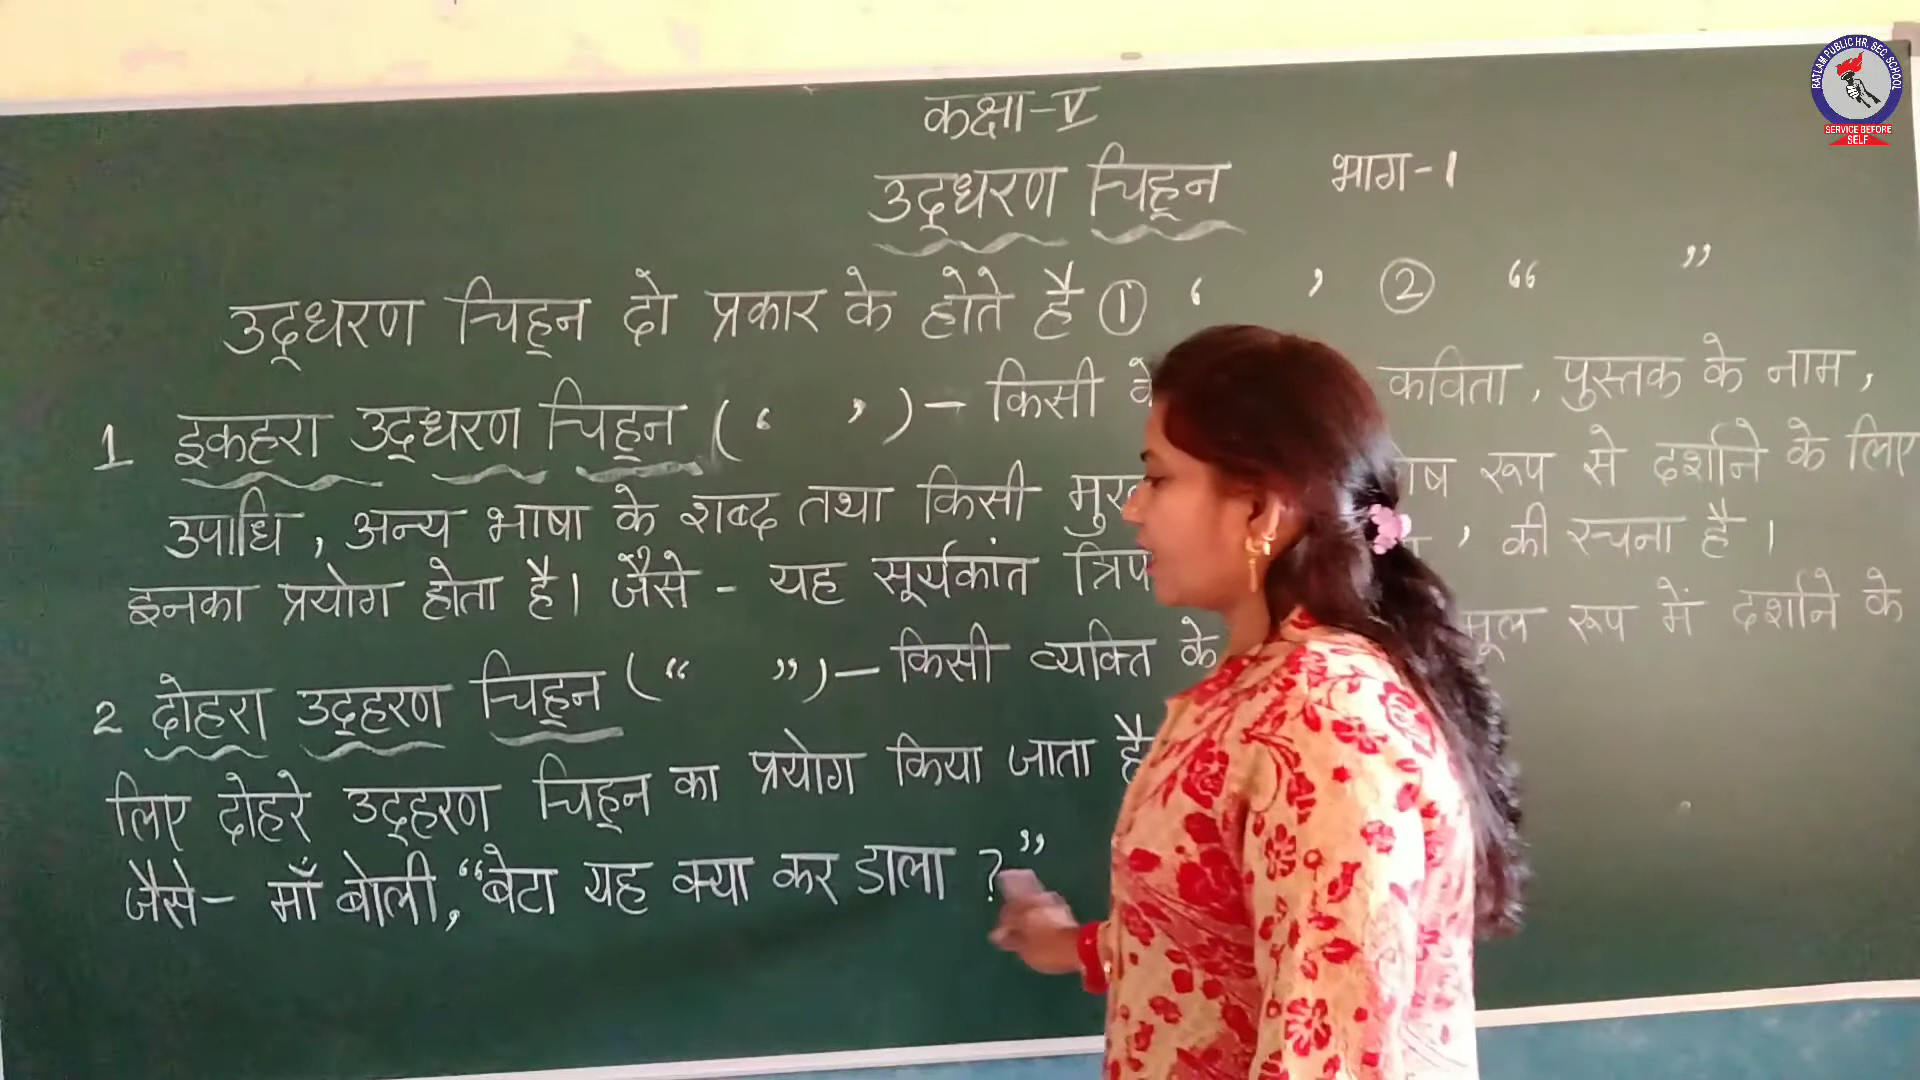 कक्षा-V
उद्धरण चिह्न भाग-1
उद्धरण चिह्न दो प्रकार के होते है ① ‘ ’ ② “ ”
1 इकहरा उद्धरण चिह्न (‘ ’) – किसी कविता, पुस्तक के नाम,
उपाधि, अन्य भाषा के शब्द तथा किसी रूप से दर्शाने के लिए
इनका प्रयोग होता है। जैसे - यह सूर्यकांत ’ की रचना है ।
2 दोहरा उद्हरण चिह्न (“ ”) – किसी व्यक्ति के मूल रूप में दर्शाने के
लिए दोहरे उद्हरण चिह्न का प्रयोग किया जाता है
जैसे – माँ बोली, “बेटा यह क्या कर डाला ?”
RATLAM PUBLIC HR. SEC. SCHOOL
SERVICE BEFORE
SELF